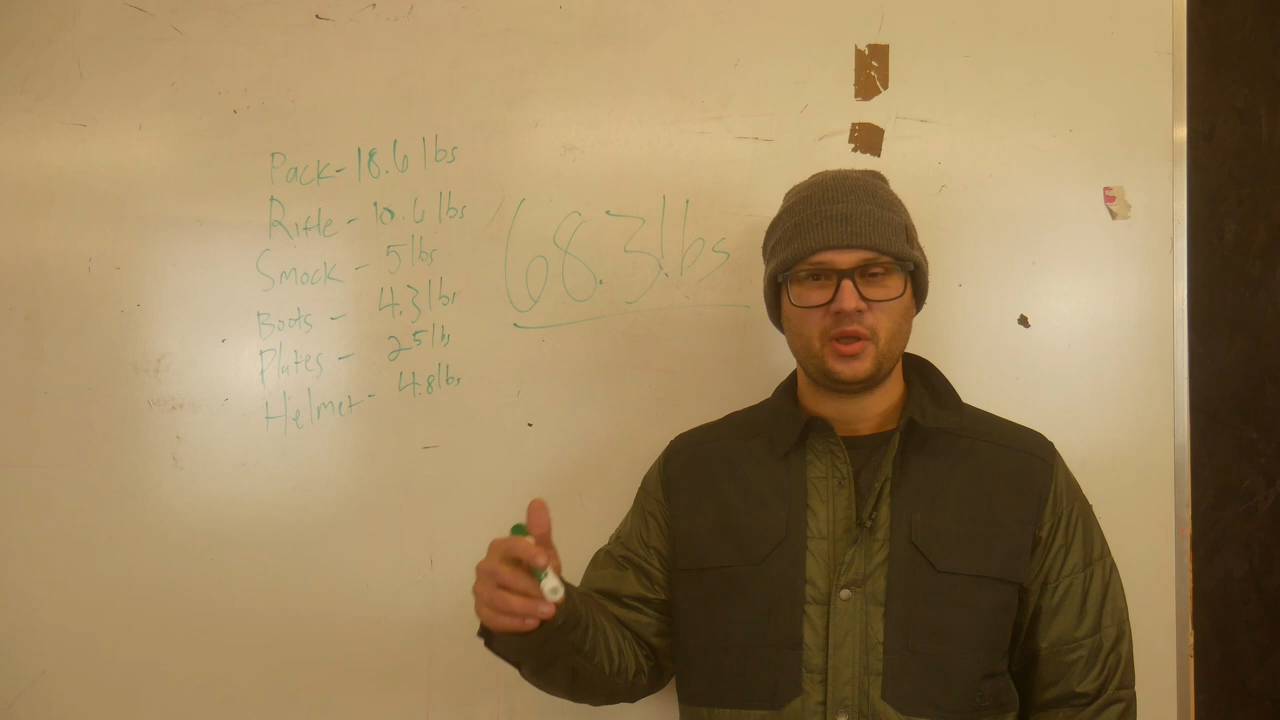 Pack - 18.6 lbs
Rifle - 10.6 lbs
Smock - 5 lbs
Boots - 4.3 lbs
Plates - 25 lbs
Helmet - 4.8 lbs
68.3 lbs